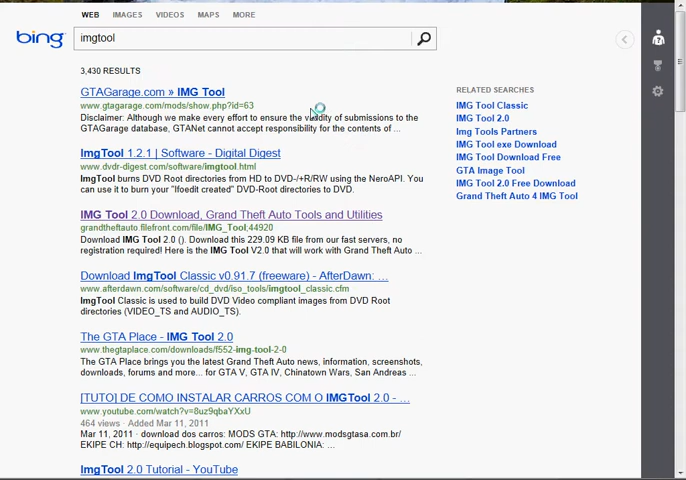 WEB IMAGES VIDEOS MAPS MORE
bing
imgtool
3,430 RESULTS
GTAGarage.com » IMG Tool
www.gtagarage.com/mods/show.php?id=63
Disclaimer: Although we make every effort to ensure the validity of submissions to the
GTAGarage database, GTANet cannot accept responsibility for the contents of ...
ImgTool 1.2.1 | Software - Digital Digest
www.dvdr-digest.com/software/imgtool.html
ImgTool burns DVD Root directories from HD to DVD-/+R/RW using the NeroAPI. You
can use it to burn your "Ifoedit created" DVD-Root directories to DVD.
IMG Tool 2.0 Download, Grand Theft Auto Tools and Utilities
grandtheftauto.filefront.com/file/IMG_Tool;44920
Download IMG Tool 2.0 (). Download this 229.09 KB file from our fast servers, no
registration required! Here is the IMG Tool V2.0 that will work with Grand Theft Auto ...
Download ImgTool Classic v0.91.7 (freeware) - AfterDawn: ...
www.afterdawn.com/software/cd_dvd/iso_tools/imgtool_classic.cfm
ImgTool Classic is used to build DVD Video compliant images from DVD Root
directories (VIDEO_TS and AUDIO_TS).
The GTA Place - IMG Tool 2.0
www.thegtaplace.com/downloads/f552-img-tool-2-0
The GTA Place brings you the latest Grand Theft Auto news, information, screenshots,
downloads, forums and more... for GTA V, GTA IV, Chinatown Wars, San Andreas ...
[TUTO] DE COMO INSTALAR CARROS COM O IMGTool 2.0 - ...
www.youtube.com/watch?v=8uz9qbaYXxU
464 views · Added Mar 11, 2011
Mar 11, 2011 · download dos carros: MODS GTA: http://www.modsgtasa.com.br/
EKIPE CH: http://equipech.blogspot.com/ EKIPE BABILONIA: ...
ImgTool 2.0 Tutorial - YouTube
RELATED SEARCHES
IMG Tool Classic
IMG Tool 2.0
Img Tools Partners
IMG Tool exe Download
IMG Tool Download Free
GTA Image Tool
IMG Tool 2.0 Free Download
Grand Theft Auto 4 IMG Tool